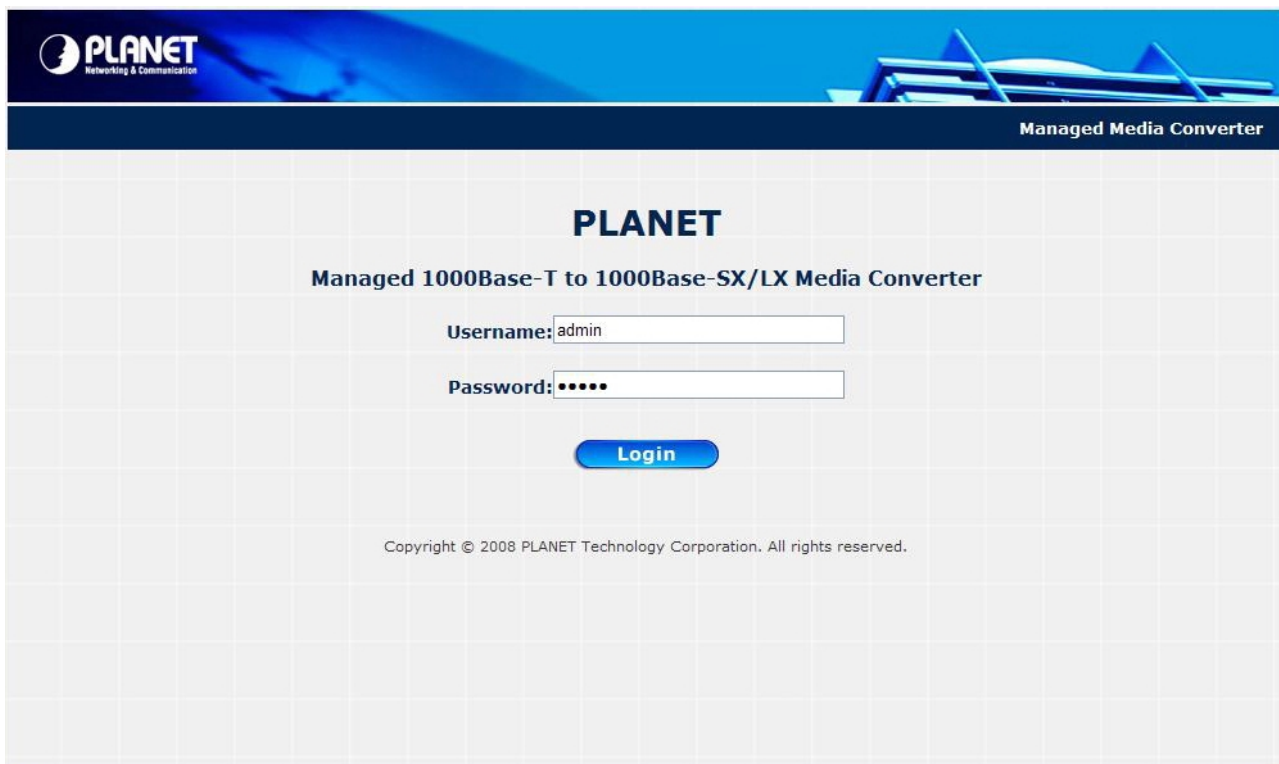 PLANET
Networking & Communication
Managed Media Converter
PLANET
Managed 1000Base-T to 1000Base-SX/LX Media Converter
Username: admin
Password: •••••
Login
Copyright © 2008 PLANET Technology Corporation. All rights reserved.